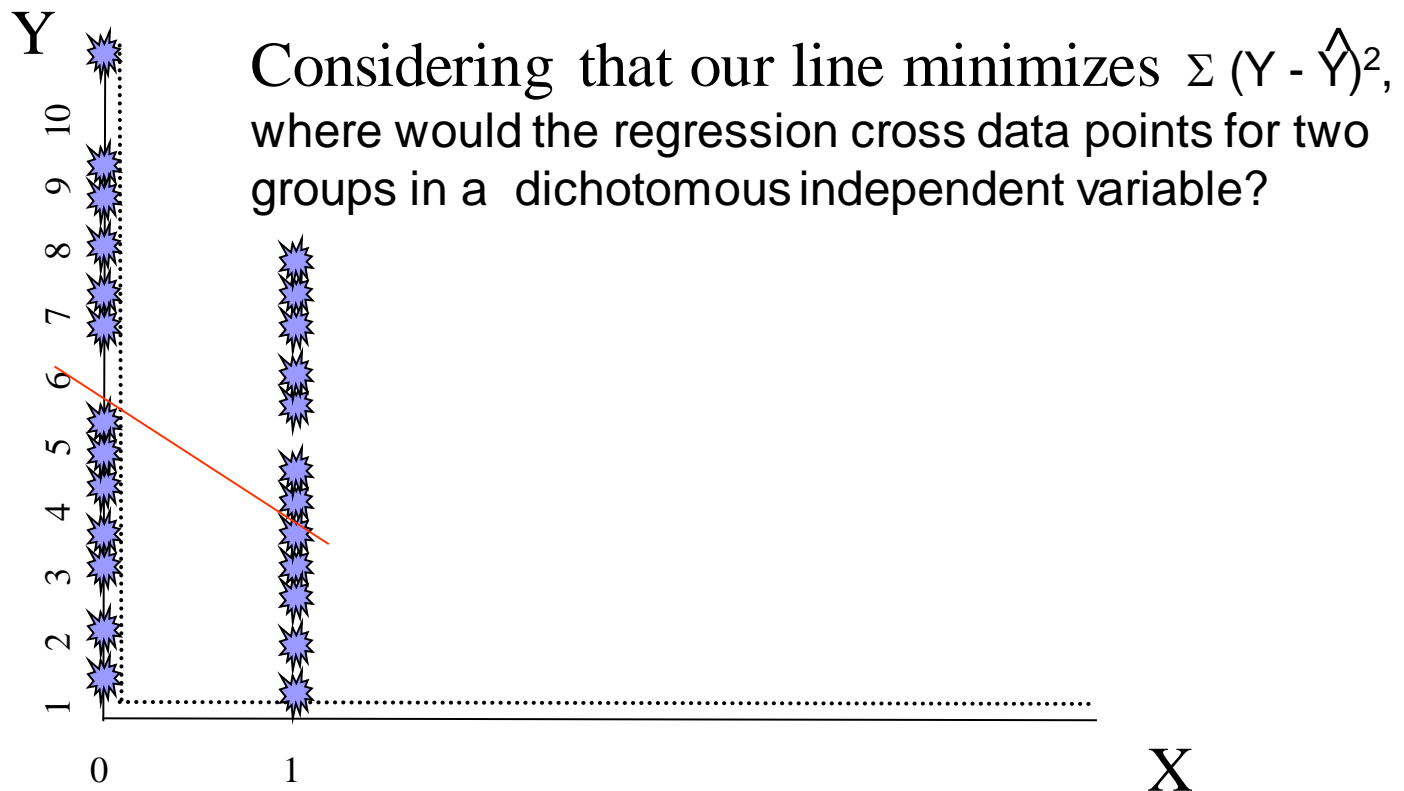 Y
Considering that our line minimizes Σ (Y - Ŷ)²,
where would the regression cross data points for two
groups in a dichotomous independent variable?
10
9
8
7
6
5
4
3
2
1
0 1
X